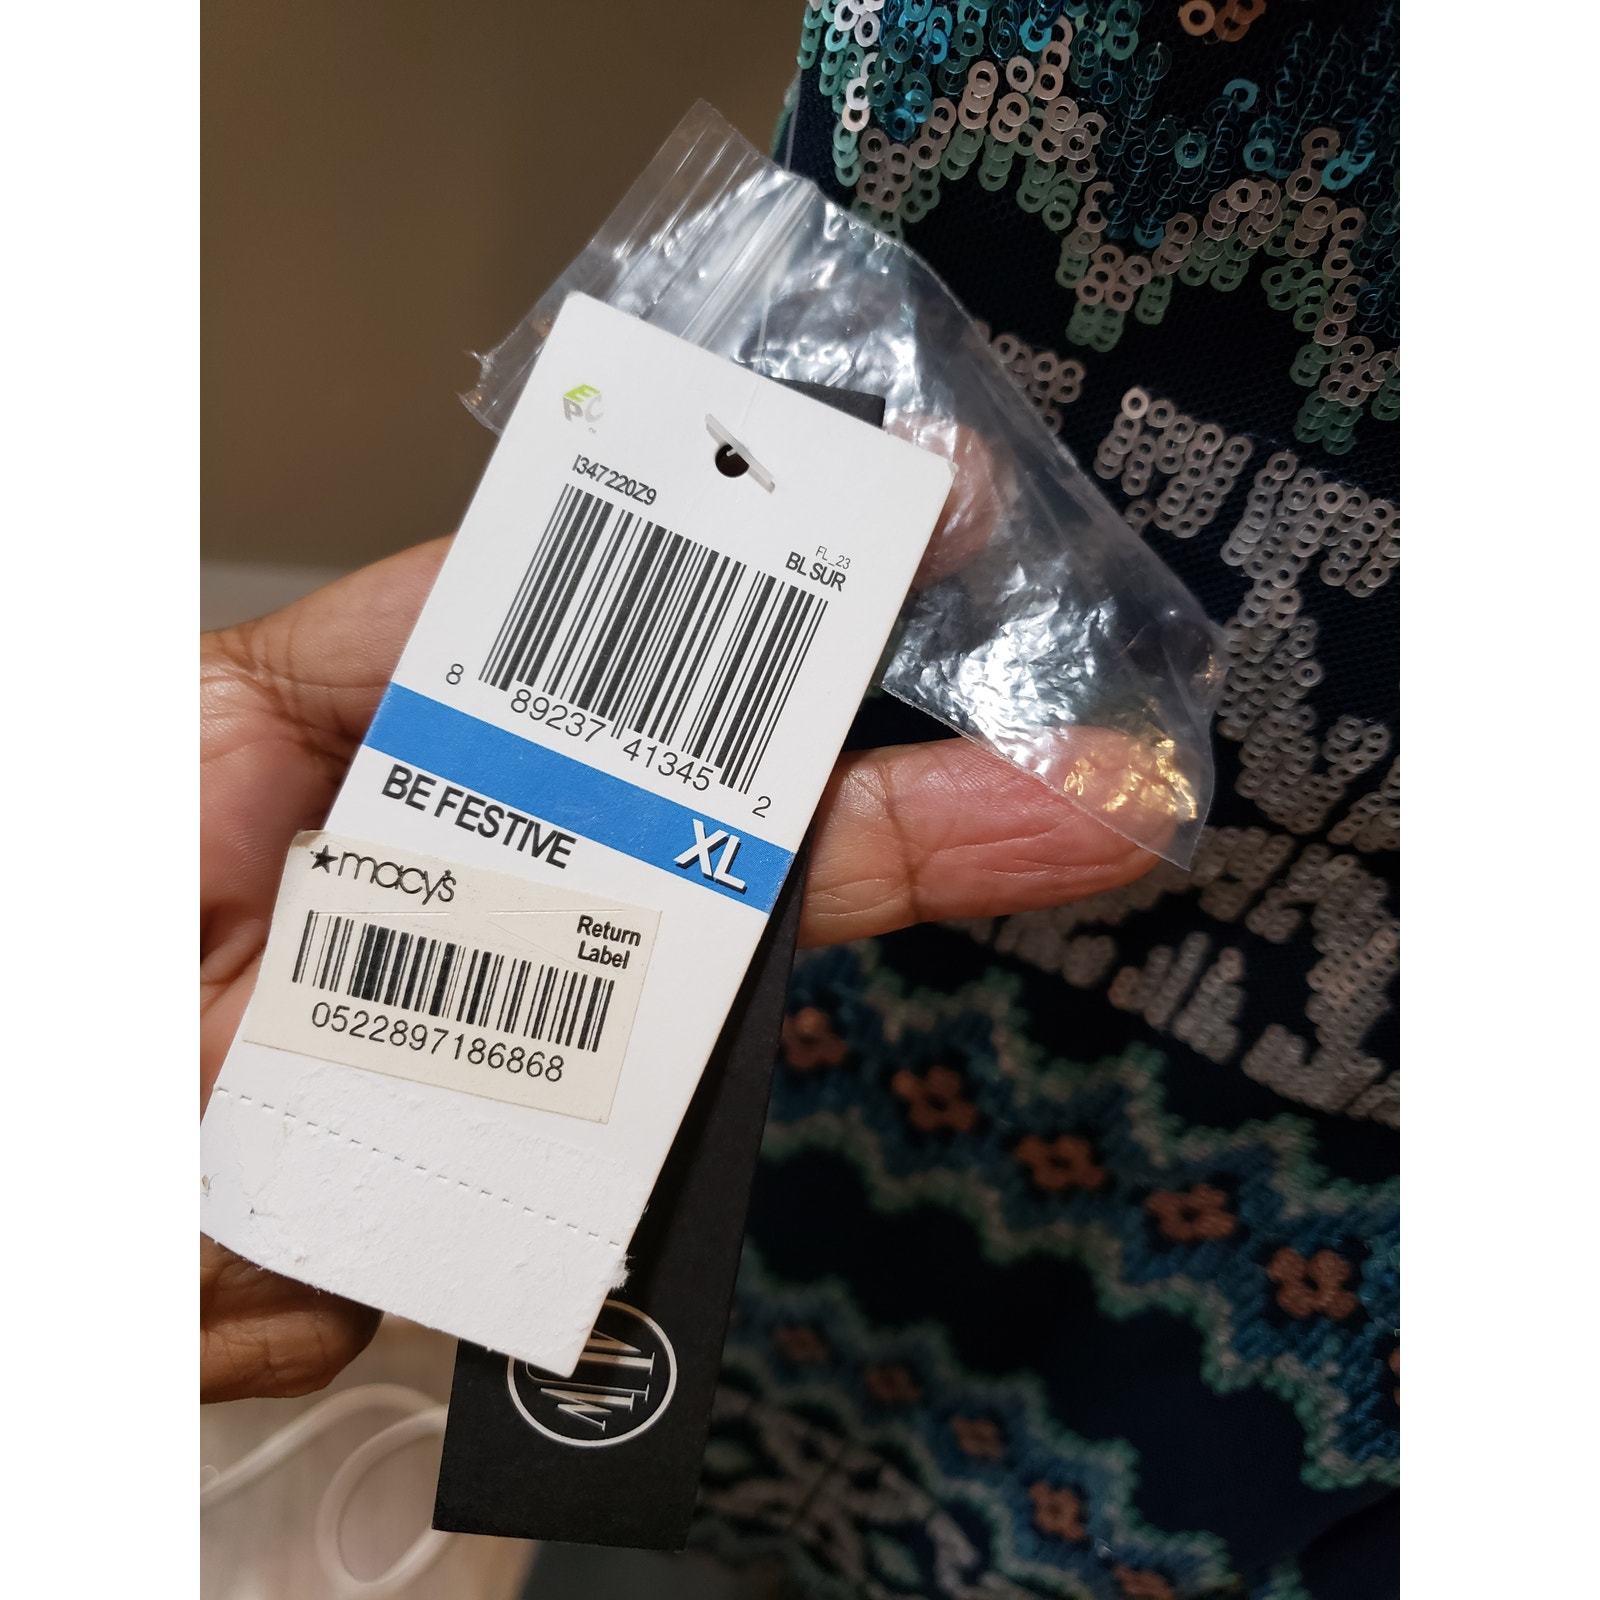 EPC
I347220Z9
FL_23
BL SUR
8 89237 41345 2
BE FESTIVE
XL
★macy's
Return
Label
0522897186868